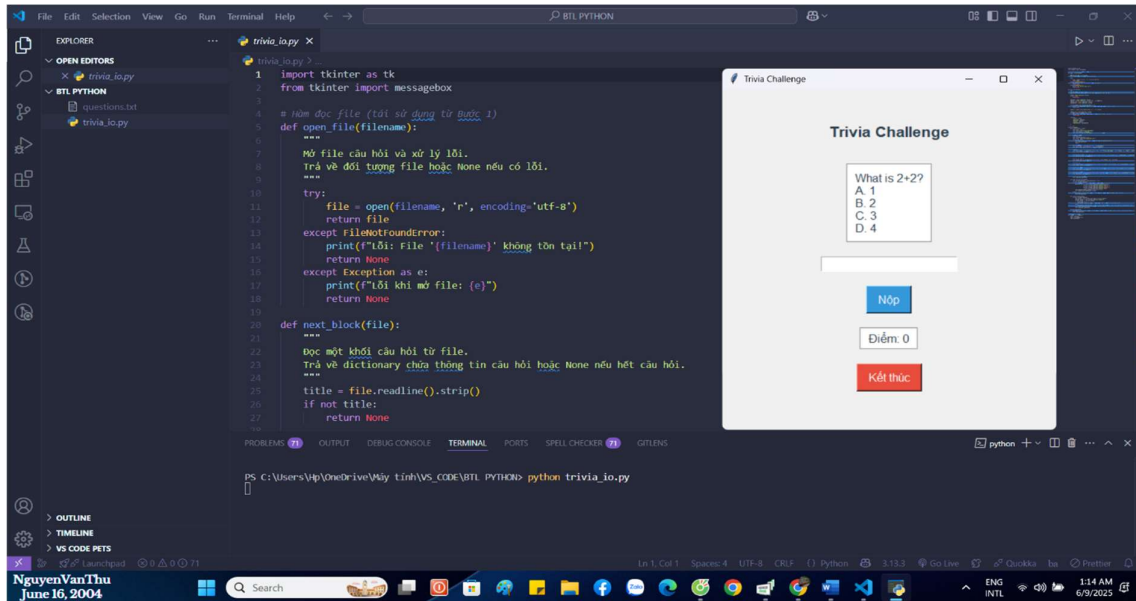 File Edit Selection View Go Run Terminal Help
BTL PYTHON
EXPLORER
OPEN EDITORS
trivia_io.py
BTL PYTHON
questions.txt
trivia_io.py
OUTLINE
TIMELINE
VS CODE PETS
trivia_io.py
trivia_io.py > ...
1 import tkinter as tk
2 from tkinter import messagebox
3
4 # Hàm đọc file (tái sử dụng từ Bước 1)
5 def open_file(filename):
6 """
7 Mở file câu hỏi và xử lý lỗi.
8 Trả về đối tượng file hoặc None nếu có lỗi.
9 """
10 try:
11 file = open(filename, 'r', encoding='utf-8')
12 return file
13 except FileNotFoundError:
14 print(f"Lỗi: File '{filename}' không tồn tại!")
15 return None
16 except Exception as e:
17 print(f"Lỗi khi mở file: {e}")
18 return None
19
20 def next_block(file):
21 """
22 Đọc một khối câu hỏi từ file.
23 Trả về dictionary chứa thông tin câu hỏi hoặc None nếu hết câu hỏi.
24 """
25 title = file.readline().strip()
26 if not title:
27 return None
Trivia Challenge
Trivia Challenge
What is 2+2?
A. 1
B. 2
C. 3
D. 4
Nộp
Điểm: 0
Kết thúc
PROBLEMS 71 OUTPUT DEBUG CONSOLE TERMINAL PORTS SPELL CHECKER 71 GITLENS
python
PS C:\Users\Hp\OneDrive\Máy tính\VS_CODE\BTL PYTHON> python trivia_io.py
Launchpad 0 0 0 71
Ln 1, Col 1 Spaces: 4 UTF-8 CRLF Python 3.13.3 Go Live Quokka Prettier
NguyenVanThu
June 16, 2004
Search
Zalo
ENG
INTL
1:14 AM
6/9/2025